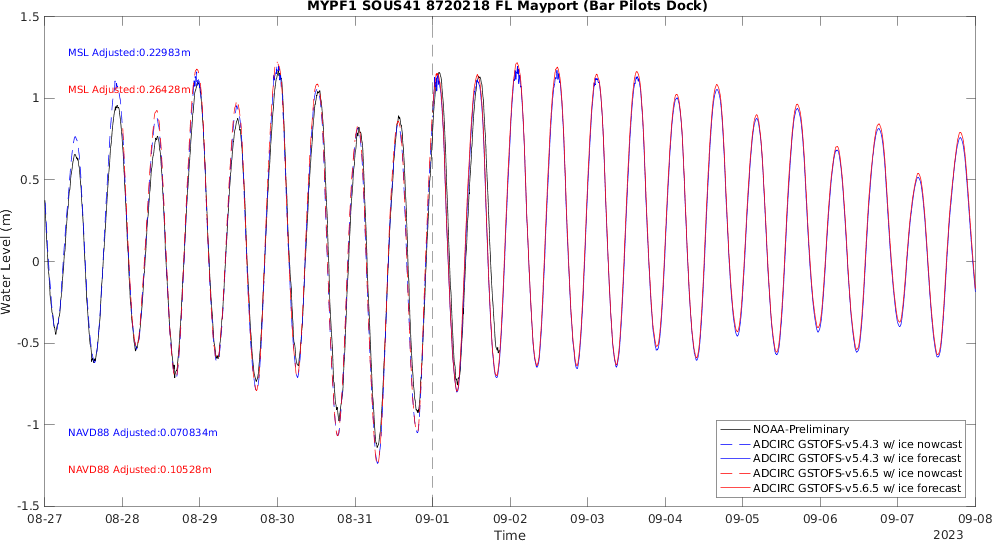 MYPF1 SOUS41 8720218 FL Mayport (Bar Pilots Dock)
1.5
1
0.5
0
-0.5
-1
-1.5
Water Level (m)
MSL Adjusted:0.22983m
MSL Adjusted:0.26428m
NAVD88 Adjusted:0.070834m
NAVD88 Adjusted:0.10528m
NOAA-Preliminary
ADCIRC GSTOFS-v5.4.3 w/ ice nowcast
ADCIRC GSTOFS-v5.4.3 w/ ice forecast
ADCIRC GSTOFS-v5.6.5 w/ ice nowcast
ADCIRC GSTOFS-v5.6.5 w/ ice forecast
08-27 08-28 08-29 08-30 08-31 09-01 09-02 09-03 09-04 09-05 09-06 09-07 09-08
Time
2023